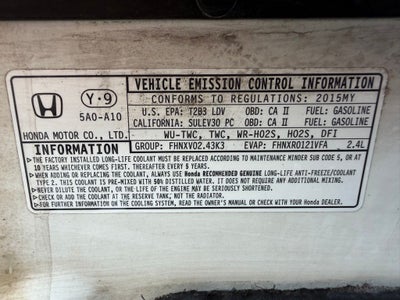 Y・9
5A0-A10
HONDA MOTOR CO., LTD.
VEHICLE EMISSION CONTROL INFORMATION
CONFORMS TO REGULATIONS: 2015MY
U.S. EPA: T2B3 LDV OBD: CA II FUEL: GASOLINE
CALIFORNIA: SULEV30 PC OBD: CA II FUEL: GASOLINE
WU-TWC, TWC, WR-HO2S, HO2S, DFI
GROUP: FHNXV02.43K3 EVAP: FHNXR0121VFA 2.4L
INFORMATION
▷THE FACTORY INSTALLED LONG-LIFE COOLANT MUST BE REPLACED ACCORDING TO MAINTENANCE MINDER SUB CODE 5, OR
10 YEARS PROVIDED FIRST. THEREAFTER EVERY 5 YEARS.
▷WHEN ADDING OR REPLACING THE COOLANT, ALWAYS USE Honda RECOMMENDED GENUINE LONG-LIFE ANTI-FREEZE/COOLANT
TYPE 2. THIS COOLANT IS PRE-MIXED WITH 50% DISTILLED WATER. IT DOES NOT REQUIRE ANY ADDITIONAL MIXING.
▷NEVER DILUTE THE COOLANT OR THE ENGINE MAY BE SERIOUSLY SHORTENED.
▷CHECK OR ADD THE COOLANT AT THE RESERVE TANK, NOT THE RADIATOR.
▷FOR FURTHER INFORMATION ON THE COOLING SYSTEM, READ THE OWNER'S MANUAL OR CHECK WITH YOUR Honda DEALER.